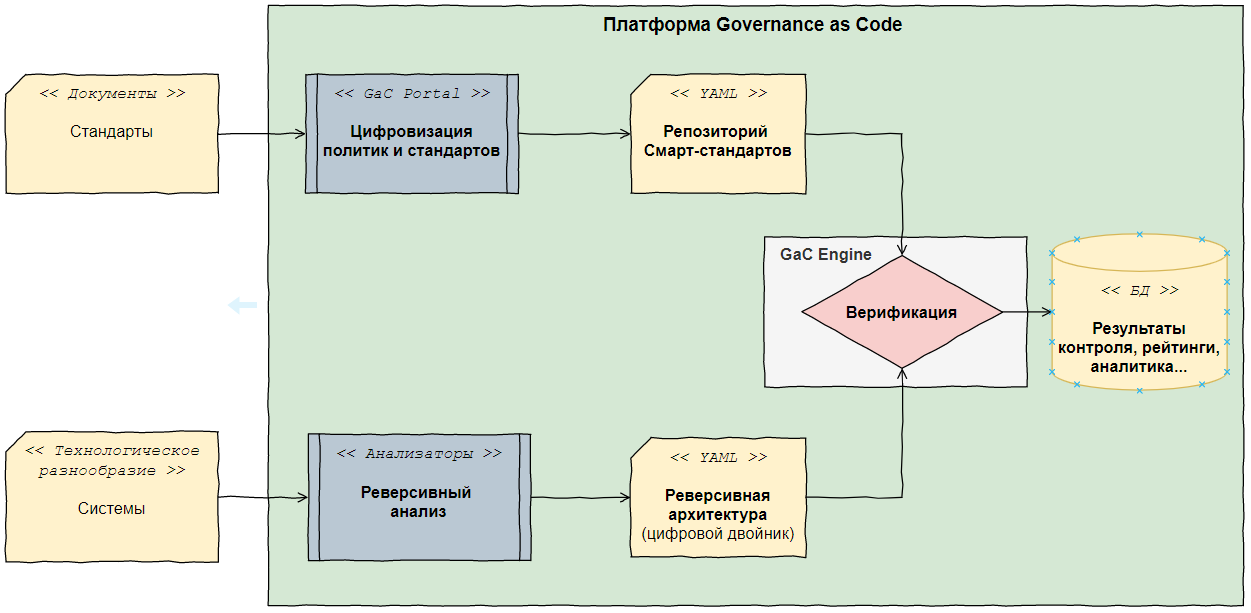 Платформа Governance as Code
<< Документы >>
Стандарты
<< GaC Portal >>
Цифровизация
политик и стандартов
<< YAML >>
Репозиторий
Смарт-стандартов
GaC Engine
Верификация
<< БД >>
Результаты
контроля, рейтинги,
аналитика...
<< Технологическое
разнообразие >>
Системы
<< Анализаторы >>
Реверсивный
анализ
<< YAML >>
Реверсивная
архитектура
(цифровой двойник)